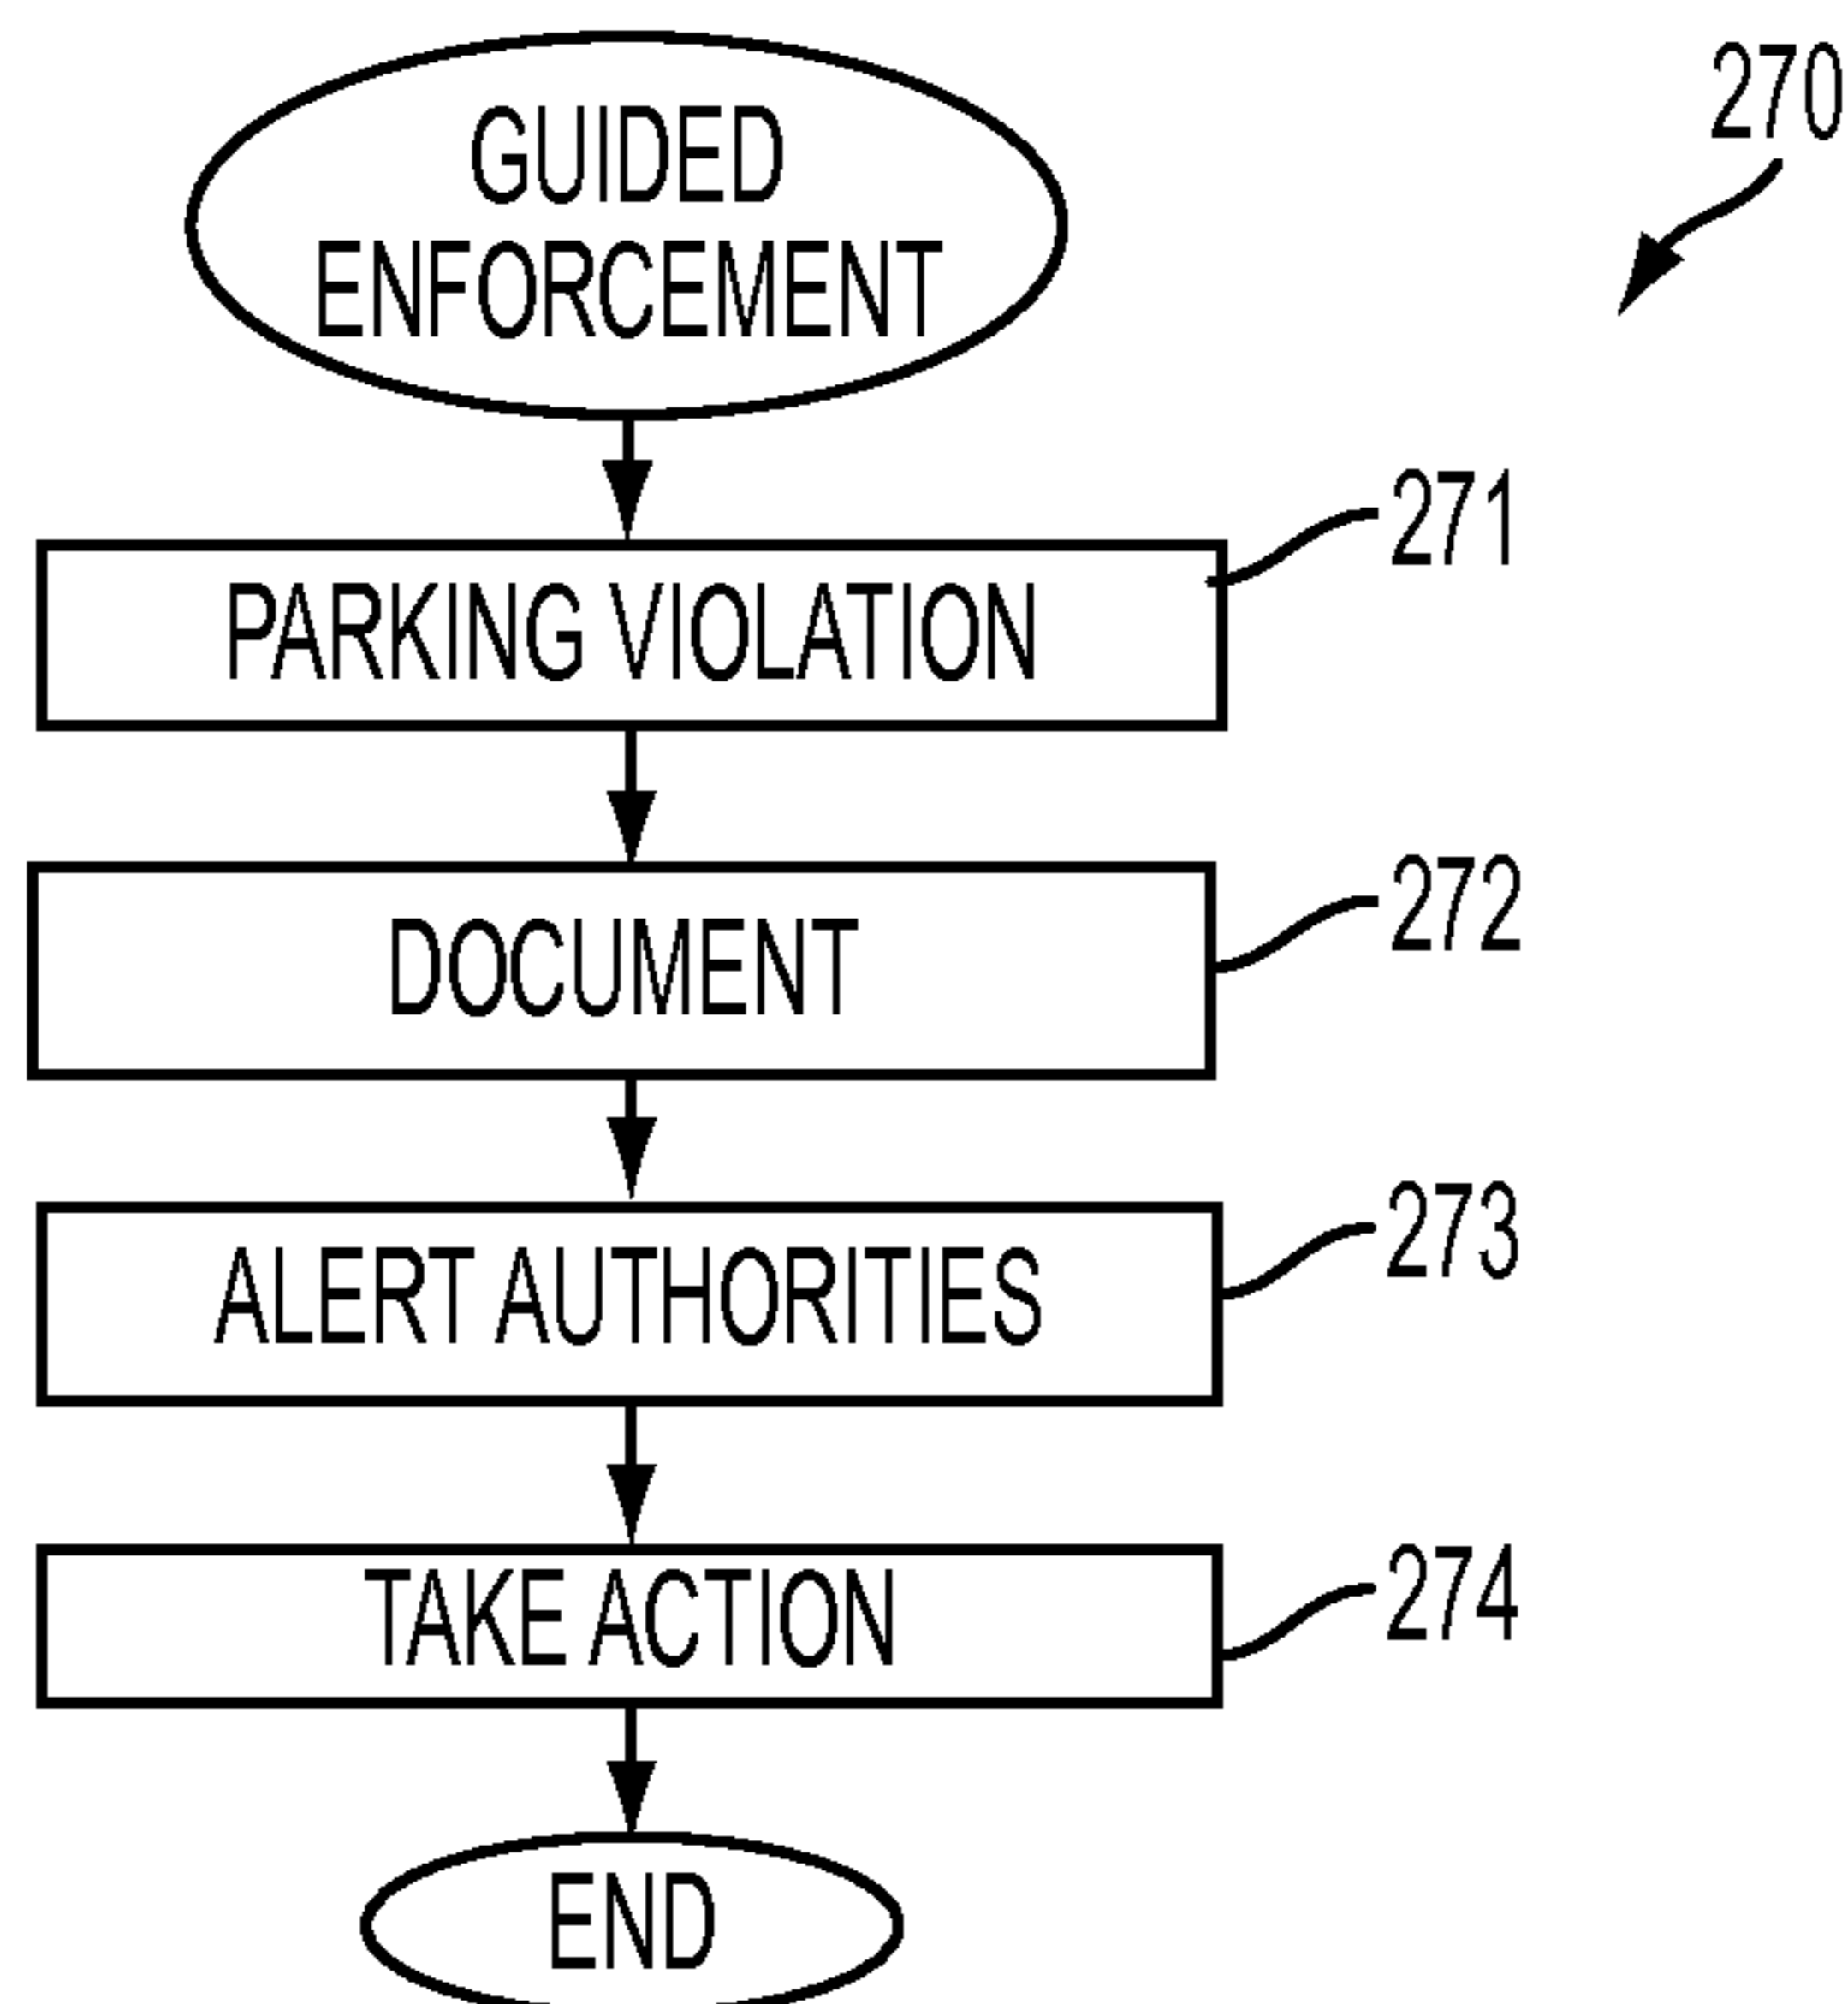 GUIDED
ENFORCEMENT
270
271
PARKING VIOLATION
272
DOCUMENT
273
ALERT AUTHORITIES
274
TAKE ACTION
END